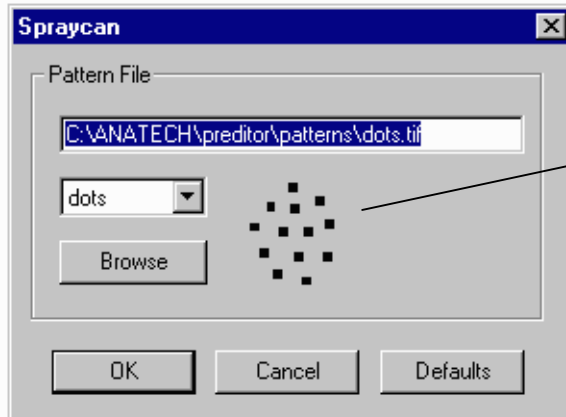 Spraycan
Pattern File
C:\ANATECH\preditor\patterns\dots.tif
dots
Browse
OK
Cancel
Defaults